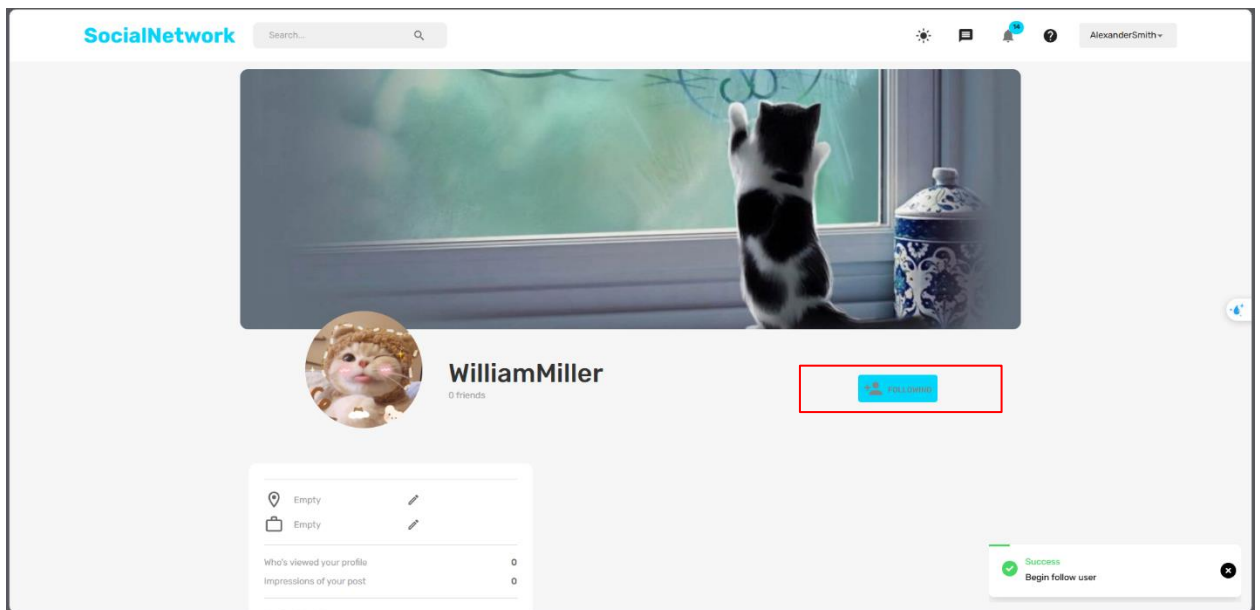 SocialNetwork
Search...
14
AlexanderSmith
WilliamMiller
0 friends
FOLLOWING
Empty
Empty
Who's viewed your profile 0
Impressions of your post 0
Success
Begin follow user